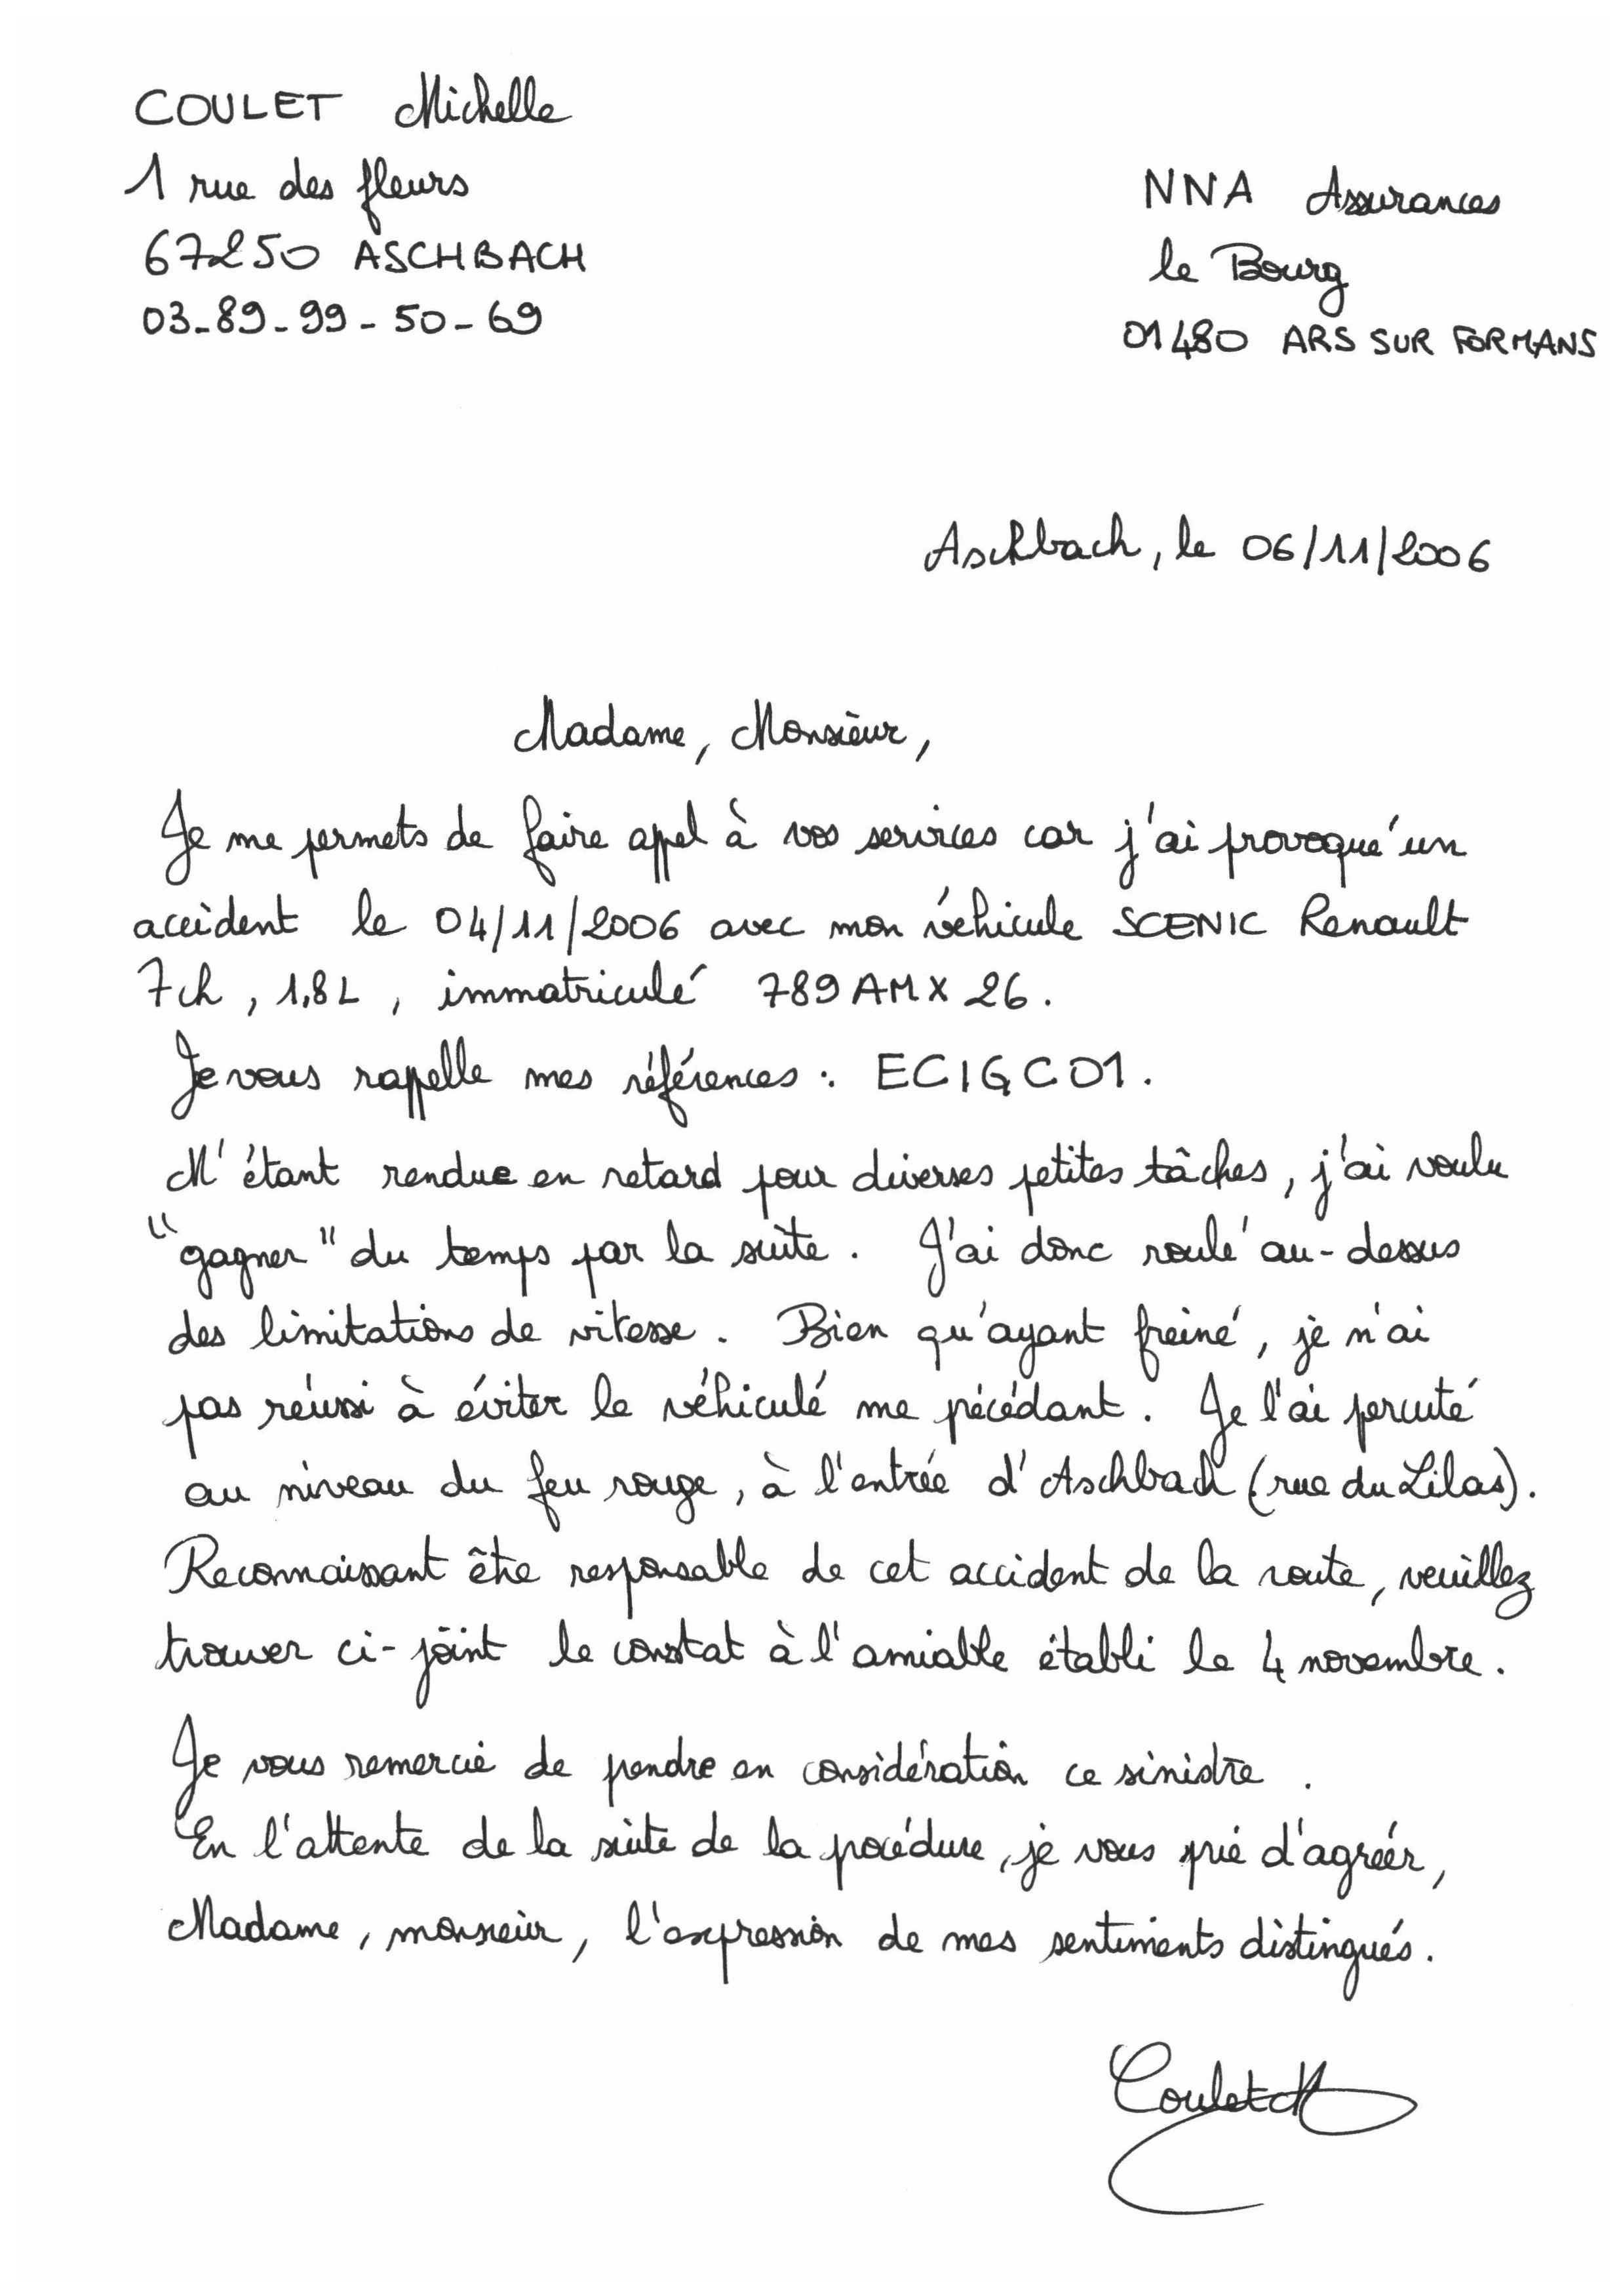 COULET Michelle
1 rue des fleurs
67250 ASCHBACH
03-89-99-50-69
NNA Assurances
le Bourg
01480 ARS SUR FORMANS
Aschbach, le 06/11/2006
Madame, Monsieur,
Je me permets de faire appel à vos services car j'ai provoqué un
accident le 04/11/2006 avec mon véhicule SCENIC Renault
7ch, 1,8L, immatriculé 789AMX26.
Je vous rappelle mes références : ECIGC01.
M'étant rendue en retard pour diverses petites tâches, j'ai voulu
"gagner" du temps par la suite. J'ai donc roulé au-dessus
des limitations de vitesse. Bien qu'ayant freiné, je n'ai
pas réussi à éviter le véhiculé me précédant. Je l'ai percuté
au niveau du feu rouge, à l'entrée d'Aschbach (rue du Lilas).
Reconnaissant être responsable de cet accident de la route, veuillez
trouver ci-joint le constat à l'amiable établi le 4 novembre.
Je vous remercie de prendre en considération ce sinistre.
En l'attente de la suite de la procédure, je vous prie d'agréer,
Madame, monsieur, l'expression de mes sentiments distingués.
Coulet M